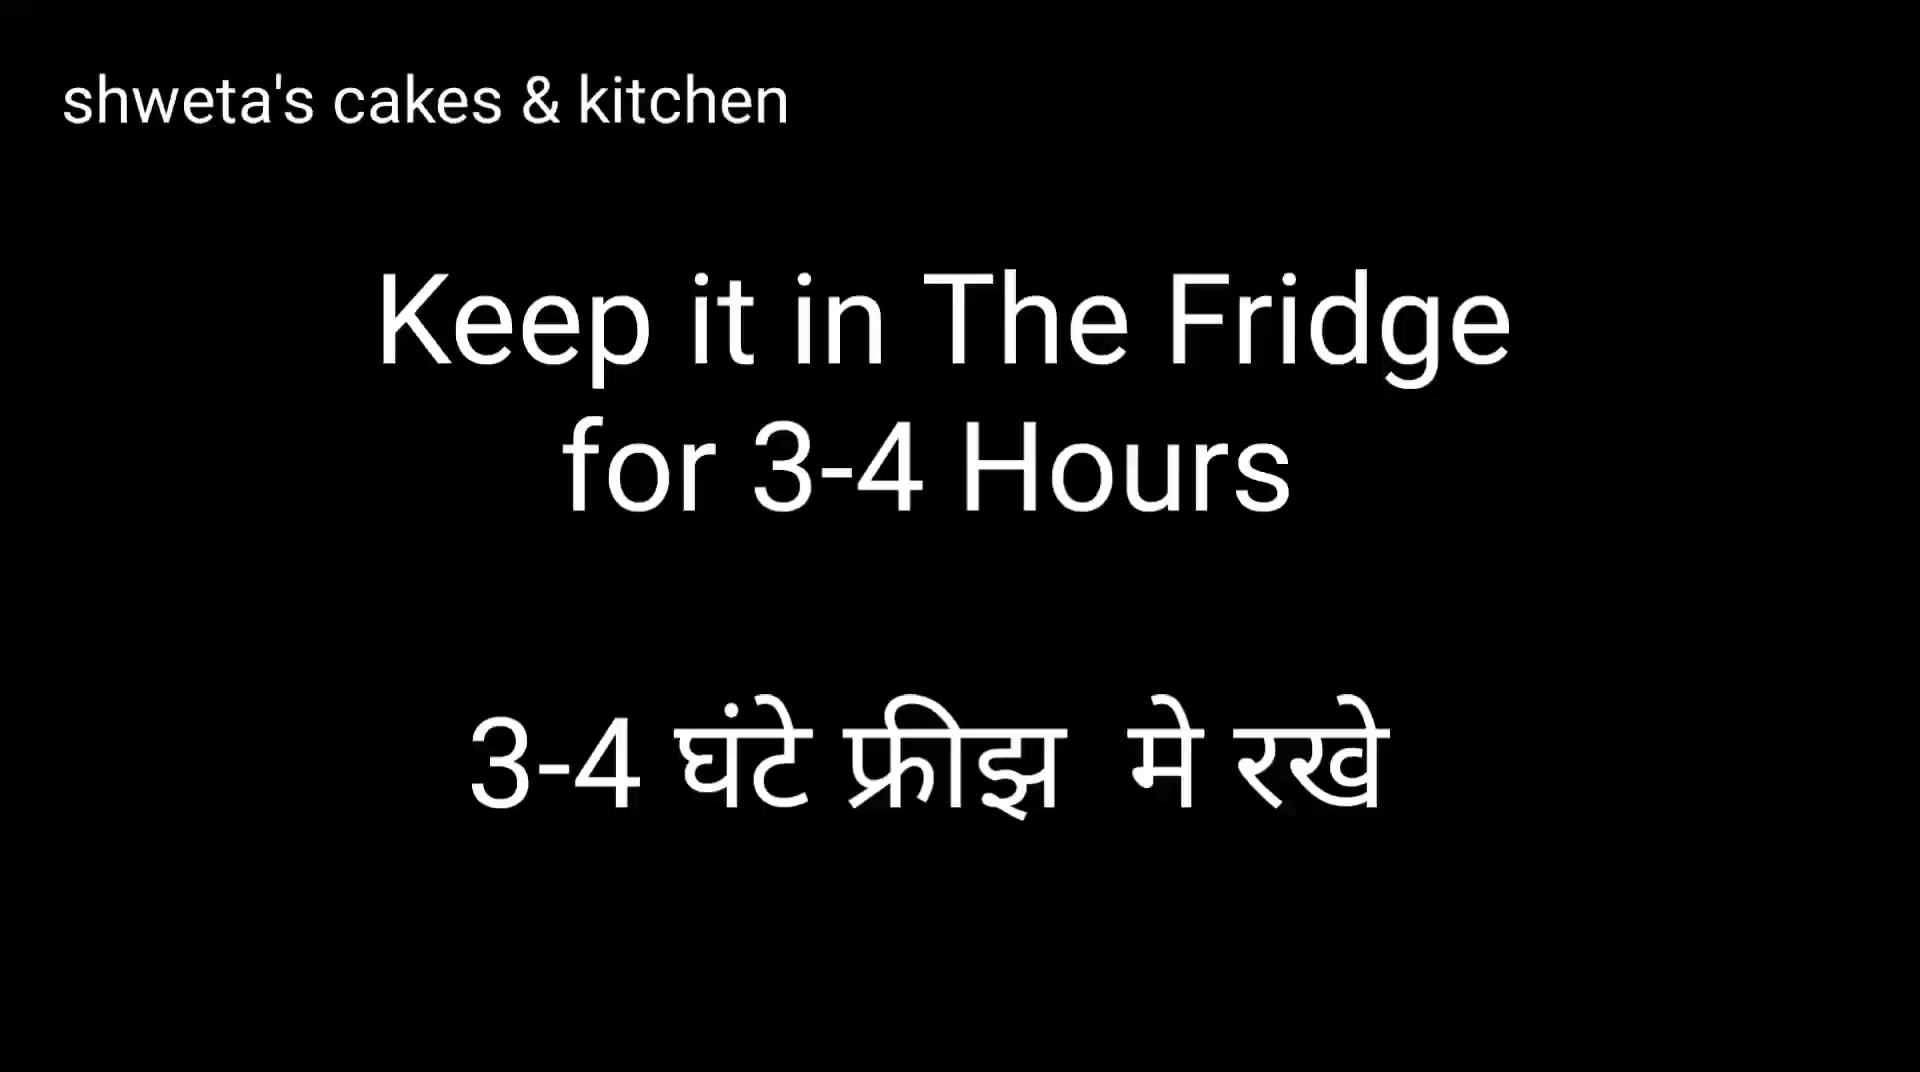 shweta's cakes & kitchen
Keep it in The Fridge
for 3-4 Hours
3-4 घंटे फ्रीझ  मे रखे